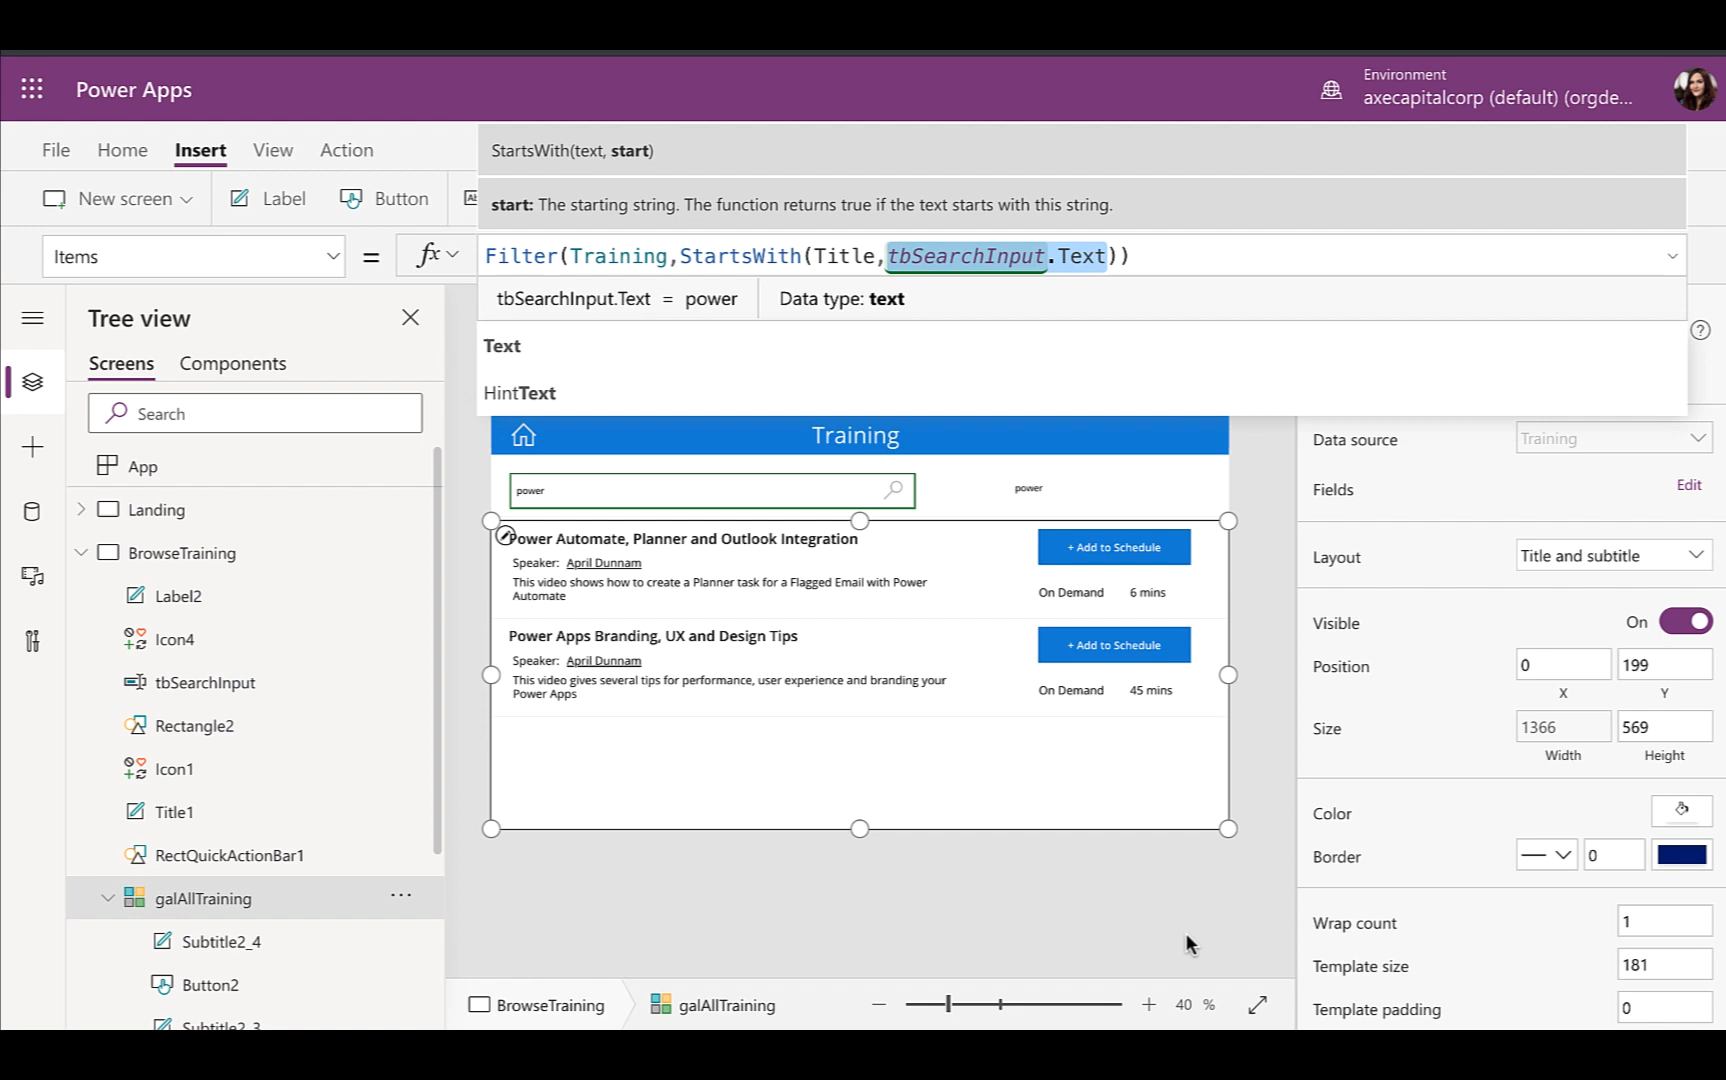 Power Apps
Environment
axecapitalcorp (default) (orgde...
File
Home
Insert
View
Action
StartsWith(text, start)
New screen
Label
Button
start: The starting string. The function returns true if the text starts with this string.
Items
=
fx
Filter(Training,StartsWith(Title,tbSearchInput.Text))
tbSearchInput.Text = power
Data type: text
Text
HintText
Tree view
Screens
Components
Search
App
Landing
BrowseTraining
Label2
Icon4
tbSearchInput
Rectangle2
Icon1
Title1
RectQuickActionBar1
galAllTraining
...
Subtitle2_4
Button2
Subtitle2_3
Training
power
power
Power Automate, Planner and Outlook Integration
Speaker: April Dunnam
This video shows how to create a Planner task for a Flagged Email with Power
Automate
+ Add to Schedule
On Demand
6 mins
Power Apps Branding, UX and Design Tips
Speaker: April Dunnam
This video gives several tips for performance, user experience and branding your
Power Apps
+ Add to Schedule
On Demand
45 mins
BrowseTraining
galAllTraining
40 %
Data source
Training
Fields
Edit
Layout
Title and subtitle
Visible
On
Position
0
199
X
Y
Size
1366
569
Width
Height
Color
Border
0
Wrap count
1
Template size
181
Template padding
0